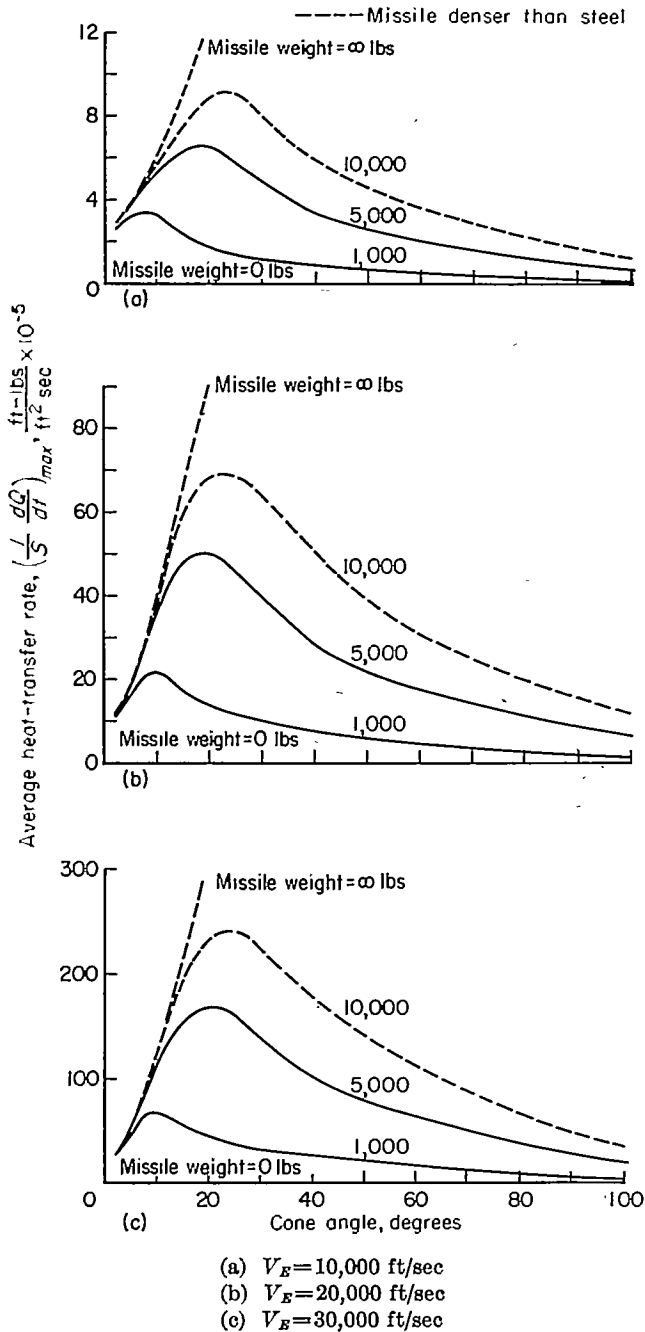 Missile denser than steel
Missile weight=∞ lbs
12
8
4
0
10,000
5,000
1,000
Missile weight=0 lbs
(a)
Average heat-transfer rate, (1/S dQ/dt)max, ft-lbs/ft² sec ×10⁻⁵
Missile weight=∞ lbs
80
60
40
20
0
10,000
5,000
1,000
Missile weight=0 lbs
(b)
300
200
100
0
Missile weight=∞ lbs
10,000
5,000
1,000
Missile weight=0 lbs
20 40 60 80 100
(c) Cone angle, degrees
(a) V_E=10,000 ft/sec
(b) V_E=20,000 ft/sec
(c) V_E=30,000 ft/sec